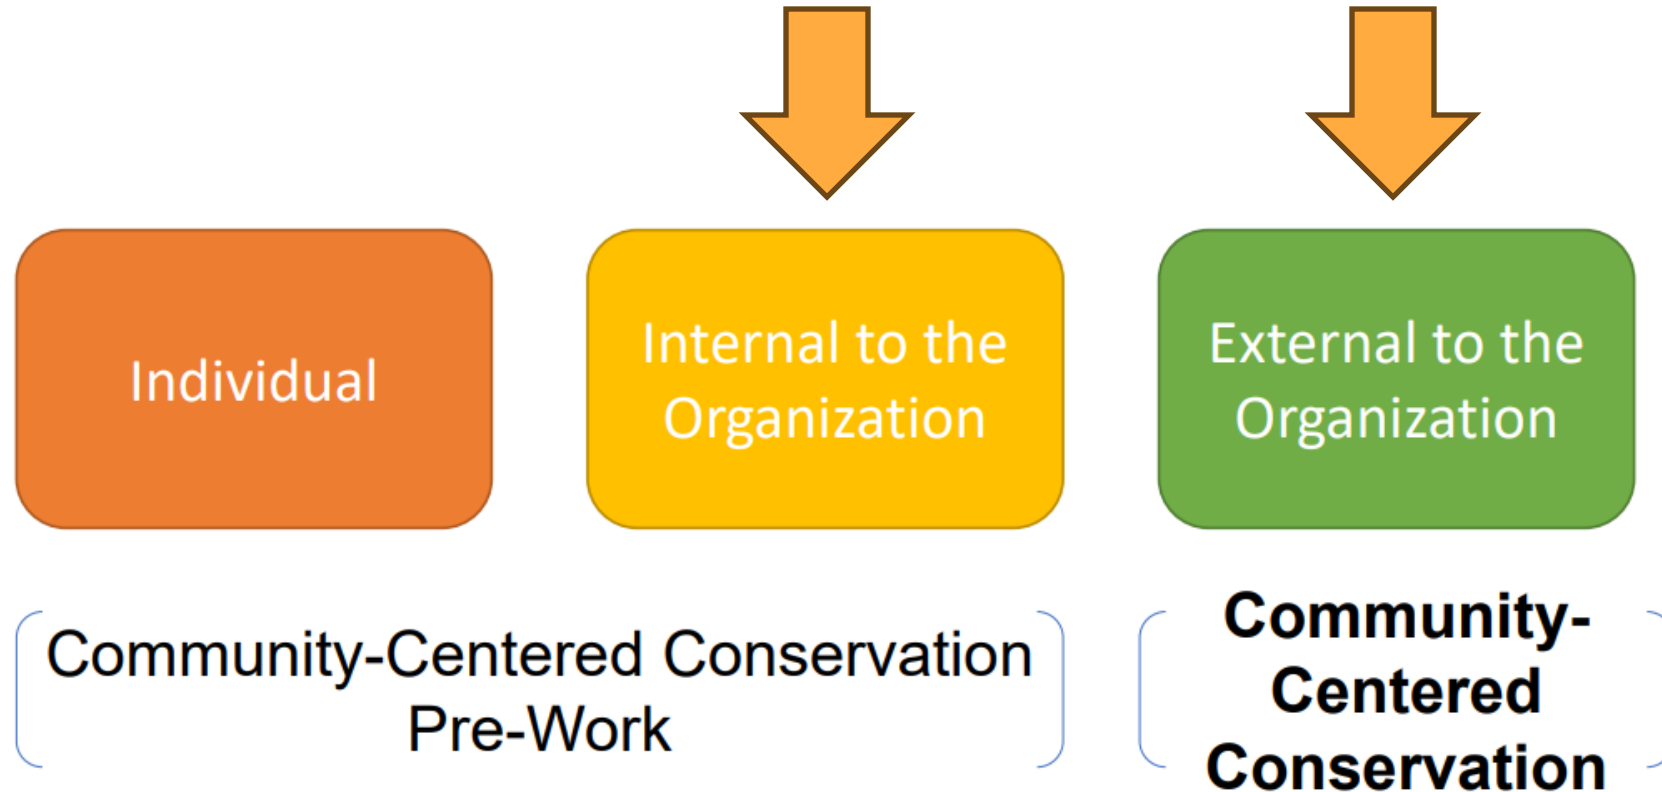 Individual
Internal to the
Organization
External to the
Organization
Community-Centered Conservation
Pre-Work
Community-
Centered
Conservation